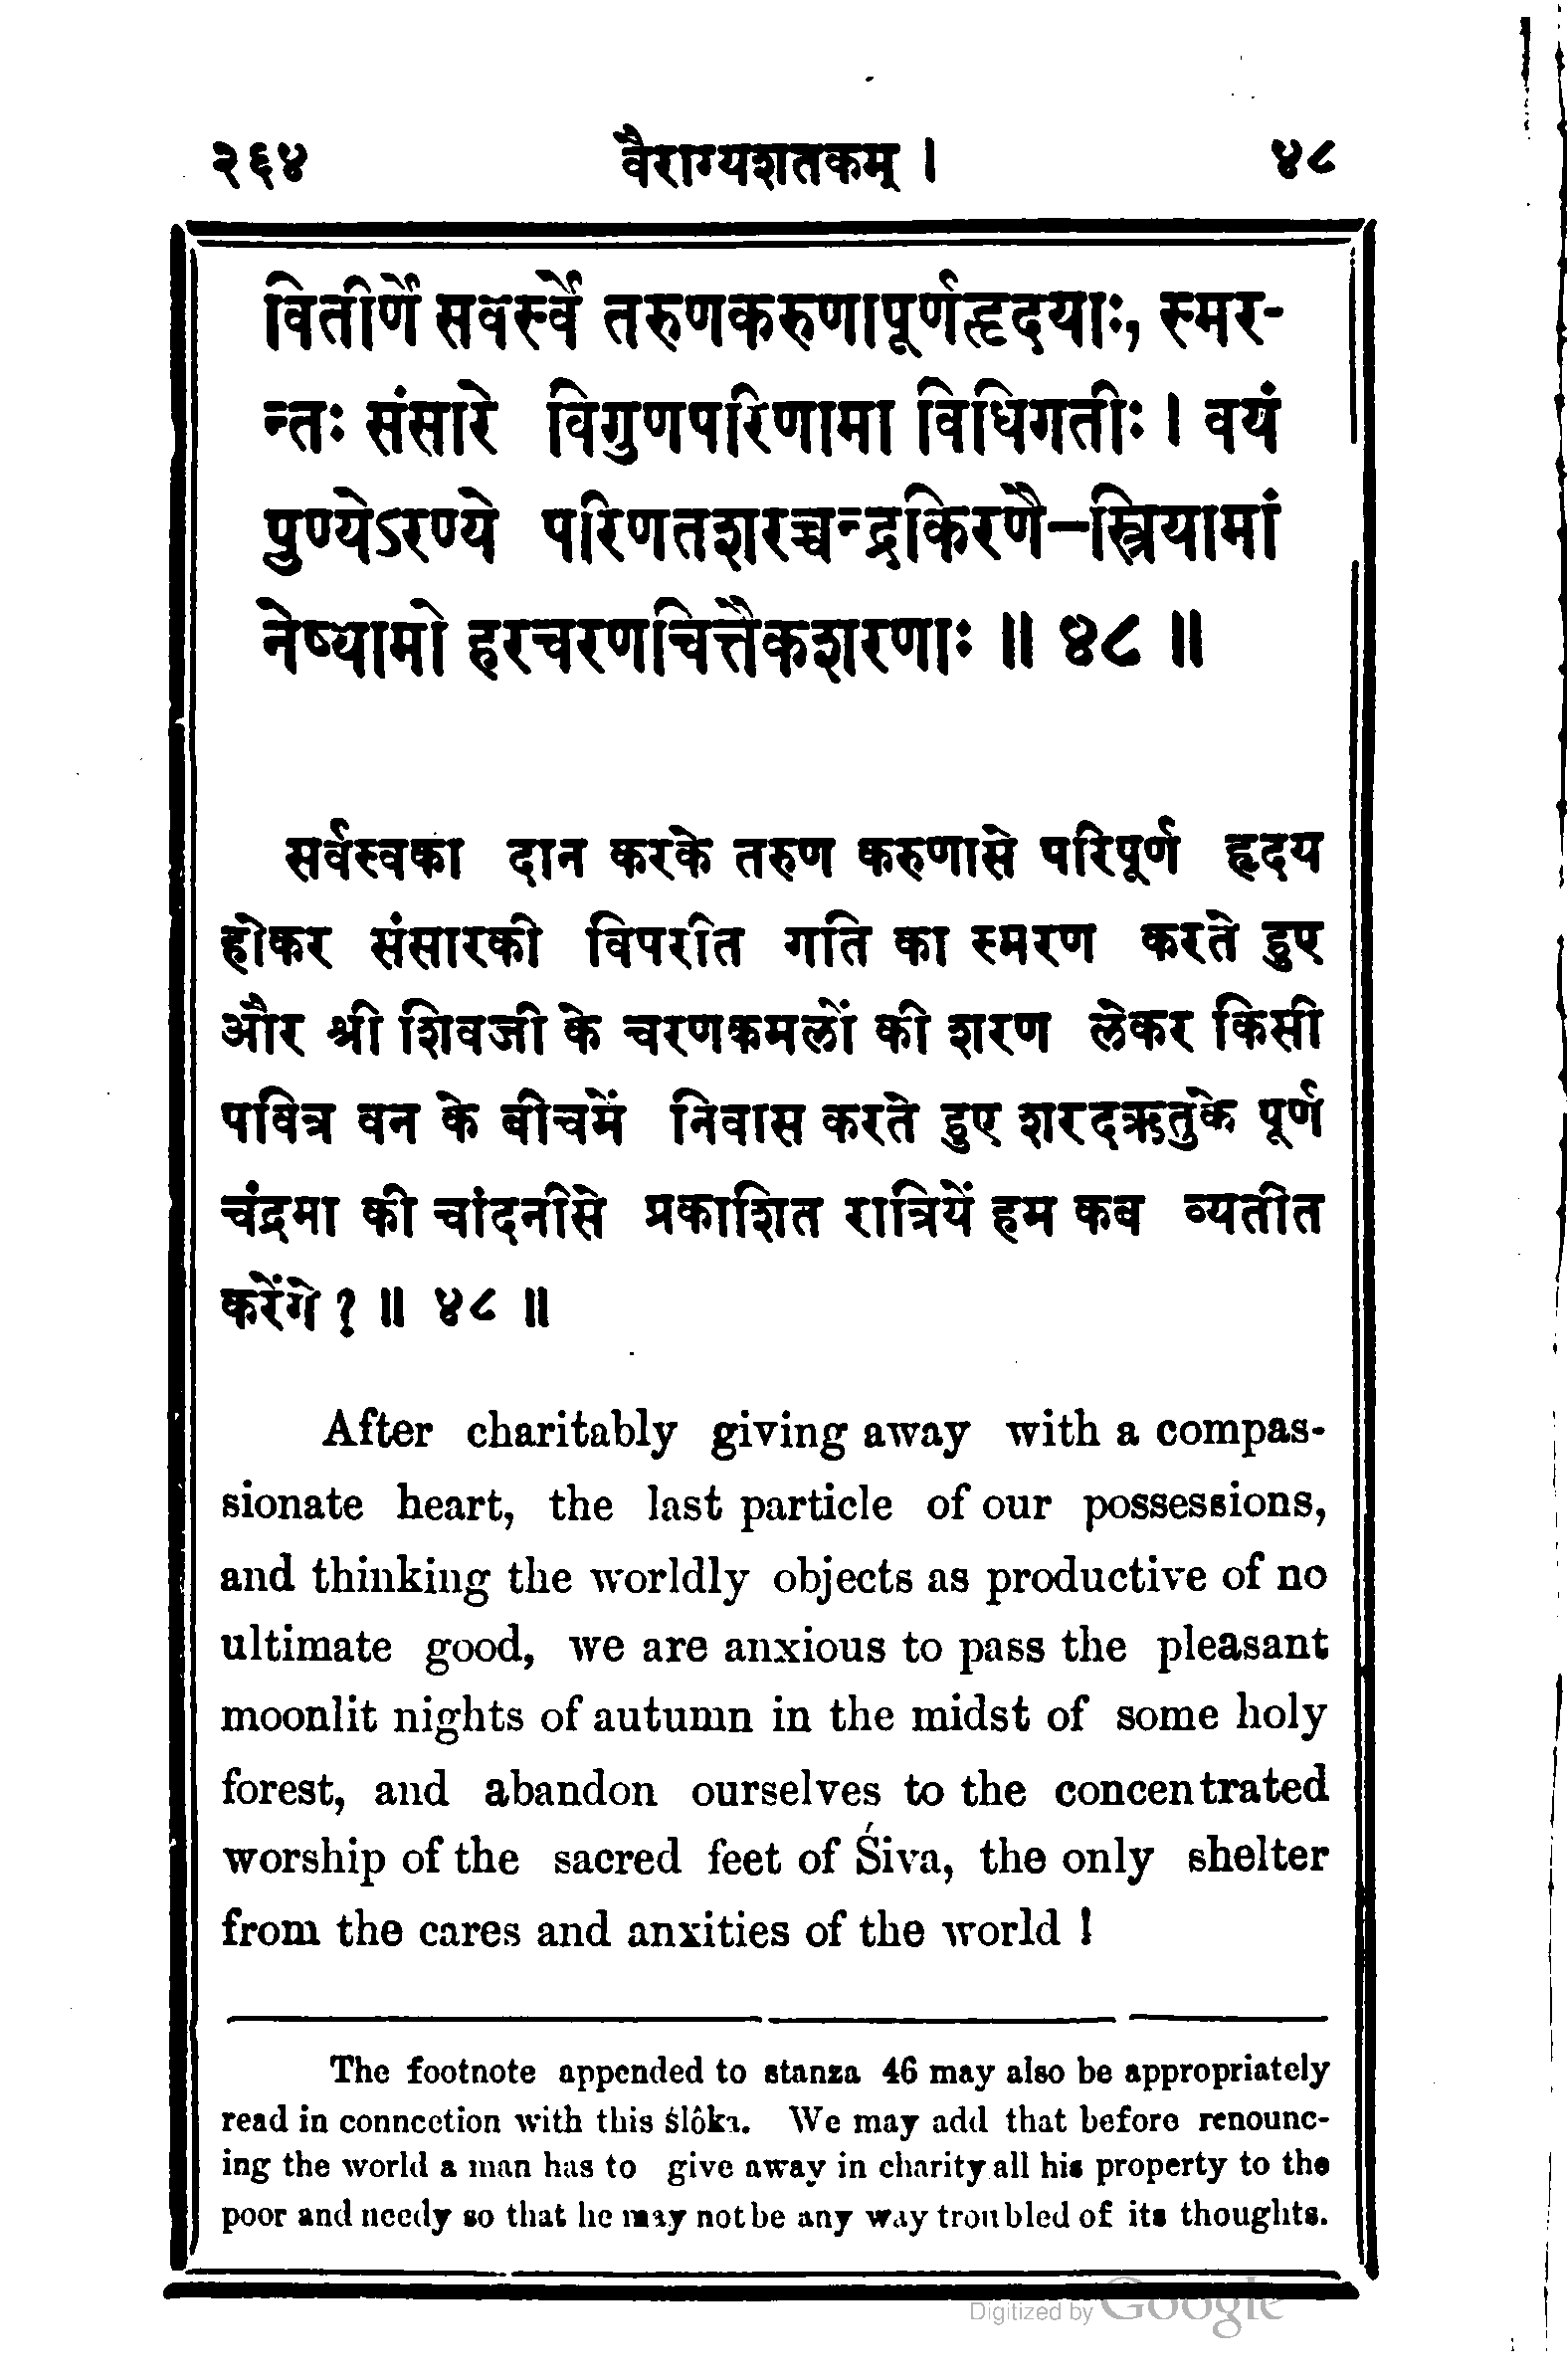 २६४ वैराग्यशतकम् । ४८
वितीर्णे सर्वस्वे तरुणकरुणापूर्णहृदयाः, स्मर-
न्तः संसारे विगुणपरिणामा विधिगतीः । वयं
पुण्येऽरण्ये परिणतशरच्चन्द्रकिरणै-स्त्रियामां
नेष्यामो हरचरणचित्तैकशरणाः ॥ ४८ ॥
सर्वस्वका दान करके तरुण करुणासे परिपूर्ण हृदय
होकर संसारकी विपरीत गति का स्मरण करते हुए
और श्री शिवजी के चरणकमलों की शरण लेकर किसी
पवित्र वन के बीचमें निवास करते हुए शरदऋतुके पूर्ण
चंद्रमा की चांदनीसे प्रकाशित रात्रियें हम कब व्यतीत
करेंगे ? ॥ ४८ ॥
After charitably giving away with a compas-
sionate heart, the last particle of our possessions,
and thinking the worldly objects as productive of no
ultimate good, we are anxious to pass the pleasant
moonlit nights of autumn in the midst of some holy
forest, and abandon ourselves to the concentrated
worship of the sacred feet of Śiva, the only shelter
from the cares and anxities of the world !
The footnote appended to stanza 46 may also be appropriately
read in connection with this ślôka. We may add that before renounc-
ing the world a man has to give away in charity all his property to the
poor and needy so that he may not be any way troubled of its thoughts.
Digitized by Google